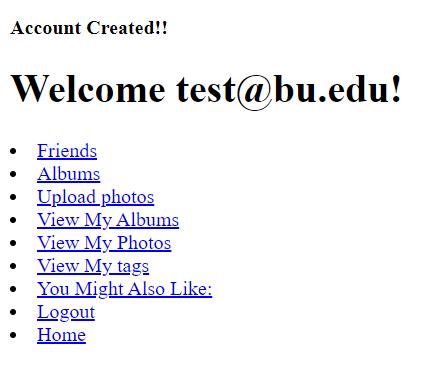 Account Created!!
Welcome test@bu.edu!
Friends
Albums
Upload photos
View My Albums
View My Photos
View My tags
You Might Also Like:
Logout
Home